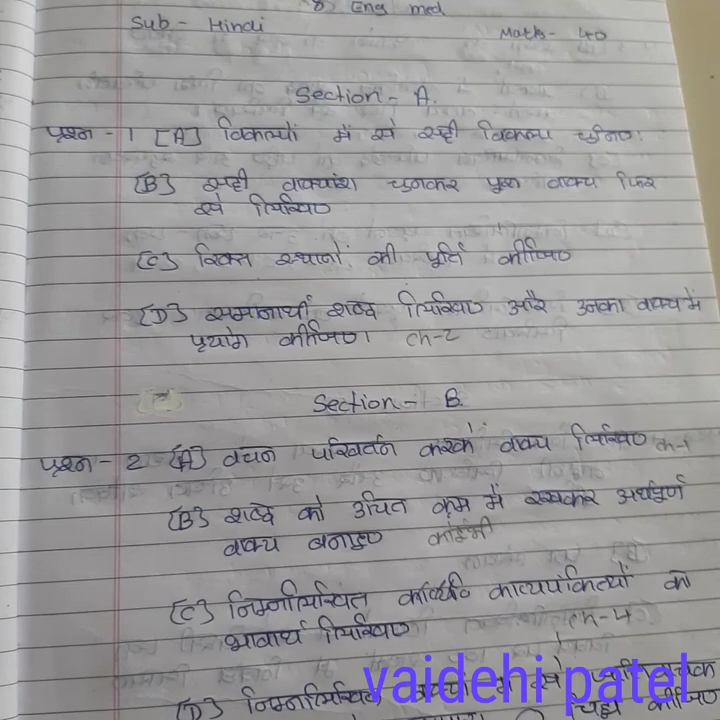 8 Eng med
Sub - Hindi
Marks - 40
Section - A.
प्रश्न - 1 [A] विकल्पों में से सही विकल्प चुनिए।
[B] सही वाक्यांश चुनकर पूरा वाक्य फिर
से लिखिए
[C] रिक्त स्थानों की पूर्ति कीजिए
[D] समानार्थी शब्द लिखिए और उनका वाक्य में
प्रयोग कीजिए। ch-2
Section - B.
प्रश्न - 2 [A] वचन परिवर्तन करके वाक्य लिखिए ch-1
[B] शब्दो को उचित क्रम में रखकर अर्थपूर्ण
वाक्य बनाइए कोईभी
[C] निम्नलिखित काव्यपंक्तियों का
भावार्थ लिखिए ch-4
[D] निम्नलिखित में से
चिह्न कीजिए
vaidehi patel